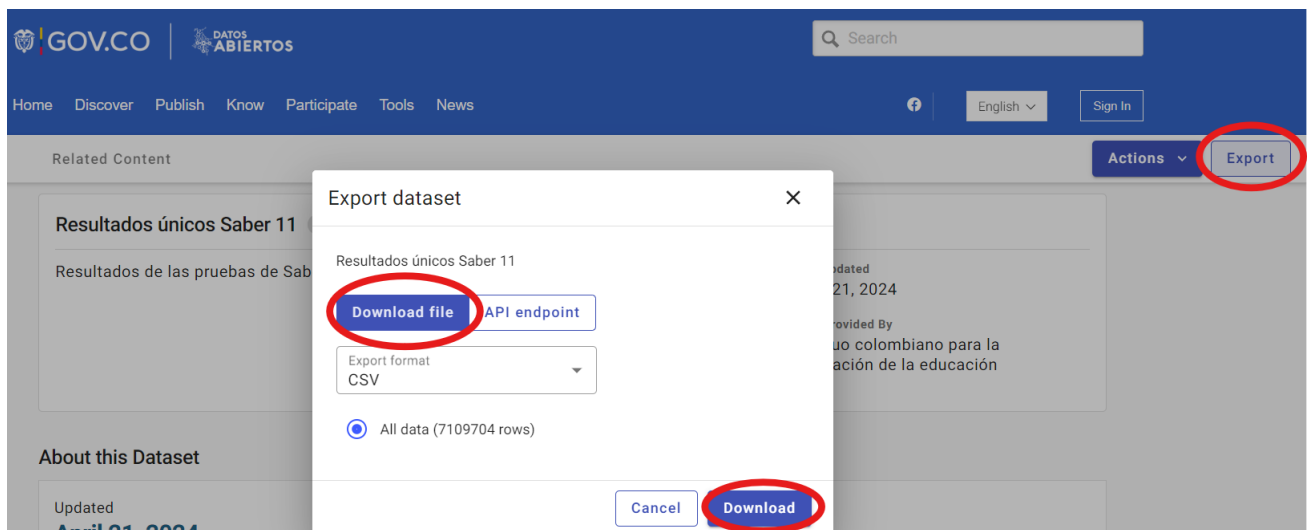 GOV.CO
DATOS
ABIERTOS
Search
Home Discover Publish Know Participate Tools News
English
Sign In
Related Content
Actions
Export
Export dataset
Resultados únicos Saber 11
Resultados de las pruebas de Sab
Resultados únicos Saber 11
Download file
API endpoint
Export format
CSV
All data (7109704 rows)
Cancel
Download
pdated
21, 2024
rovided By
uo colombiano para la
ación de la educación
About this Dataset
Updated
April 21, 2024